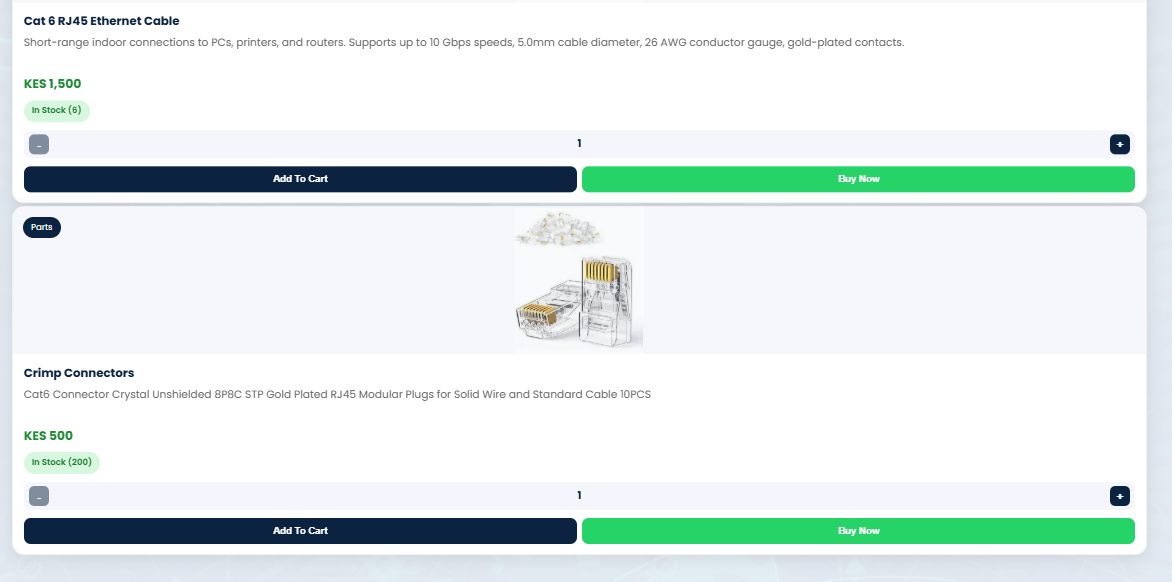 Cat 6 RJ45 Ethernet Cable
Short-range indoor connections to PCs, printers, and routers. Supports up to 10 Gbps speeds, 5.0mm cable diameter, 26 AWG conductor gauge, gold-plated contacts.
KES 1,500
In Stock (6)
- 1 +
Add To Cart Buy Now
Parts
Crimp Connectors
Cat6 Connector Crystal Unshielded 8P8C STP Gold Plated RJ45 Modular Plugs for Solid Wire and Standard Cable 10PCS
KES 500
In Stock (200)
- 1 +
Add To Cart Buy Now